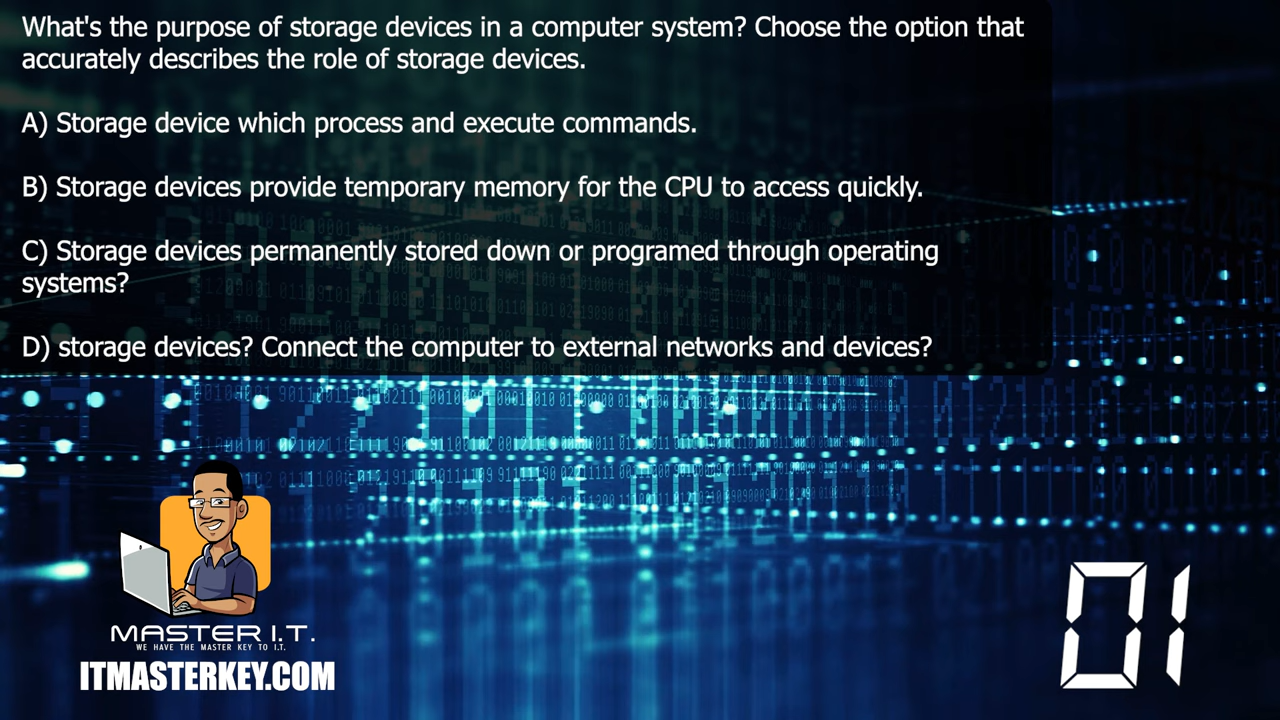 What's the purpose of storage devices in a computer system? Choose the option that
accurately describes the role of storage devices.
A) Storage device which process and execute commands.
B) Storage devices provide temporary memory for the CPU to access quickly.
C) Storage devices permanently stored down or programed through operating
systems?
D) storage devices? Connect the computer to external networks and devices?
MASTER I.T.
WE HAVE THE MASTER KEY TO I.T.
ITMASTERKEY.COM
01